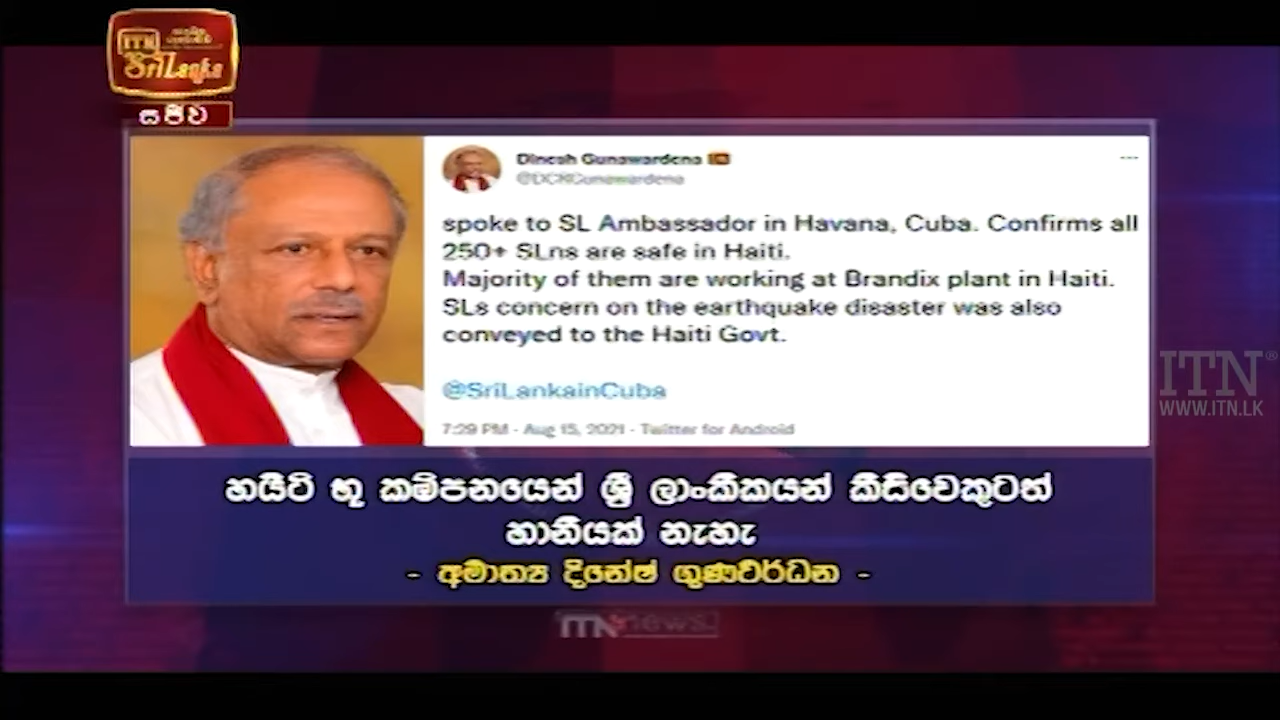 ITN
Sri Lanka
සජීව
Dinesh Gunawardena
@DCRGunawardena
spoke to SL Ambassador in Havana, Cuba. Confirms all
250+ SLns are safe in Haiti.
Majority of them are working at Brandix plant in Haiti.
SLs concern on the earthquake disaster was also
conveyed to the Haiti Govt.
@SriLankainCuba
7:29 PM - Aug 15, 2021 - Twitter for Android
ITN®
WWW.ITN.LK
හයිටි භූ කම්පනයෙන් ශ්‍රී ලාංකිකයන් කිසිවෙකුටත්
හානියක් නැහැ
- අමාත්‍ය දිනේෂ් ගුණවර්ධන -
ITN news